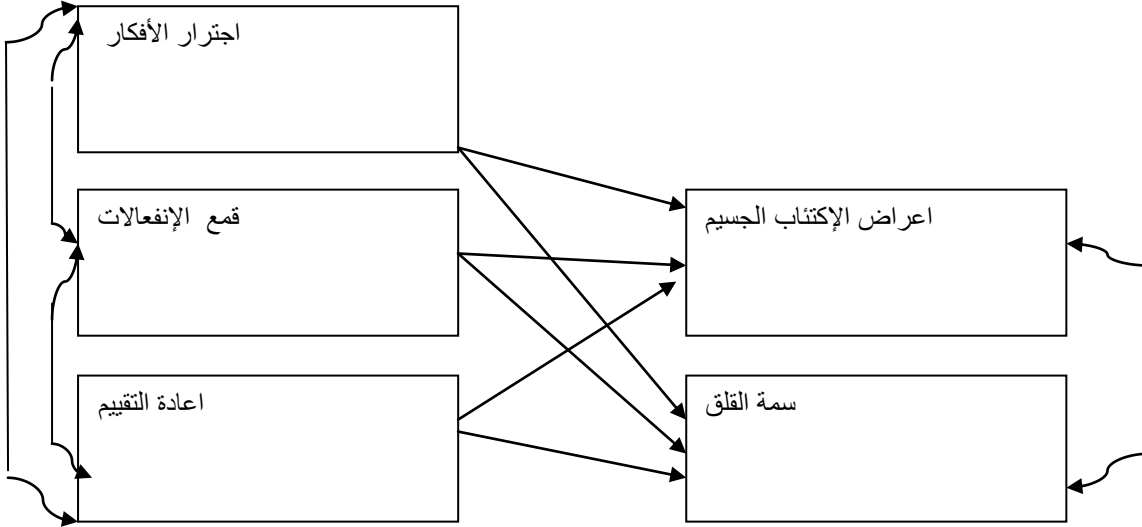 اجترار الأفكار
قمع الإنفعالات
اعراض الإكتئاب الجسيم
اعادة التقييم
سمة القلق